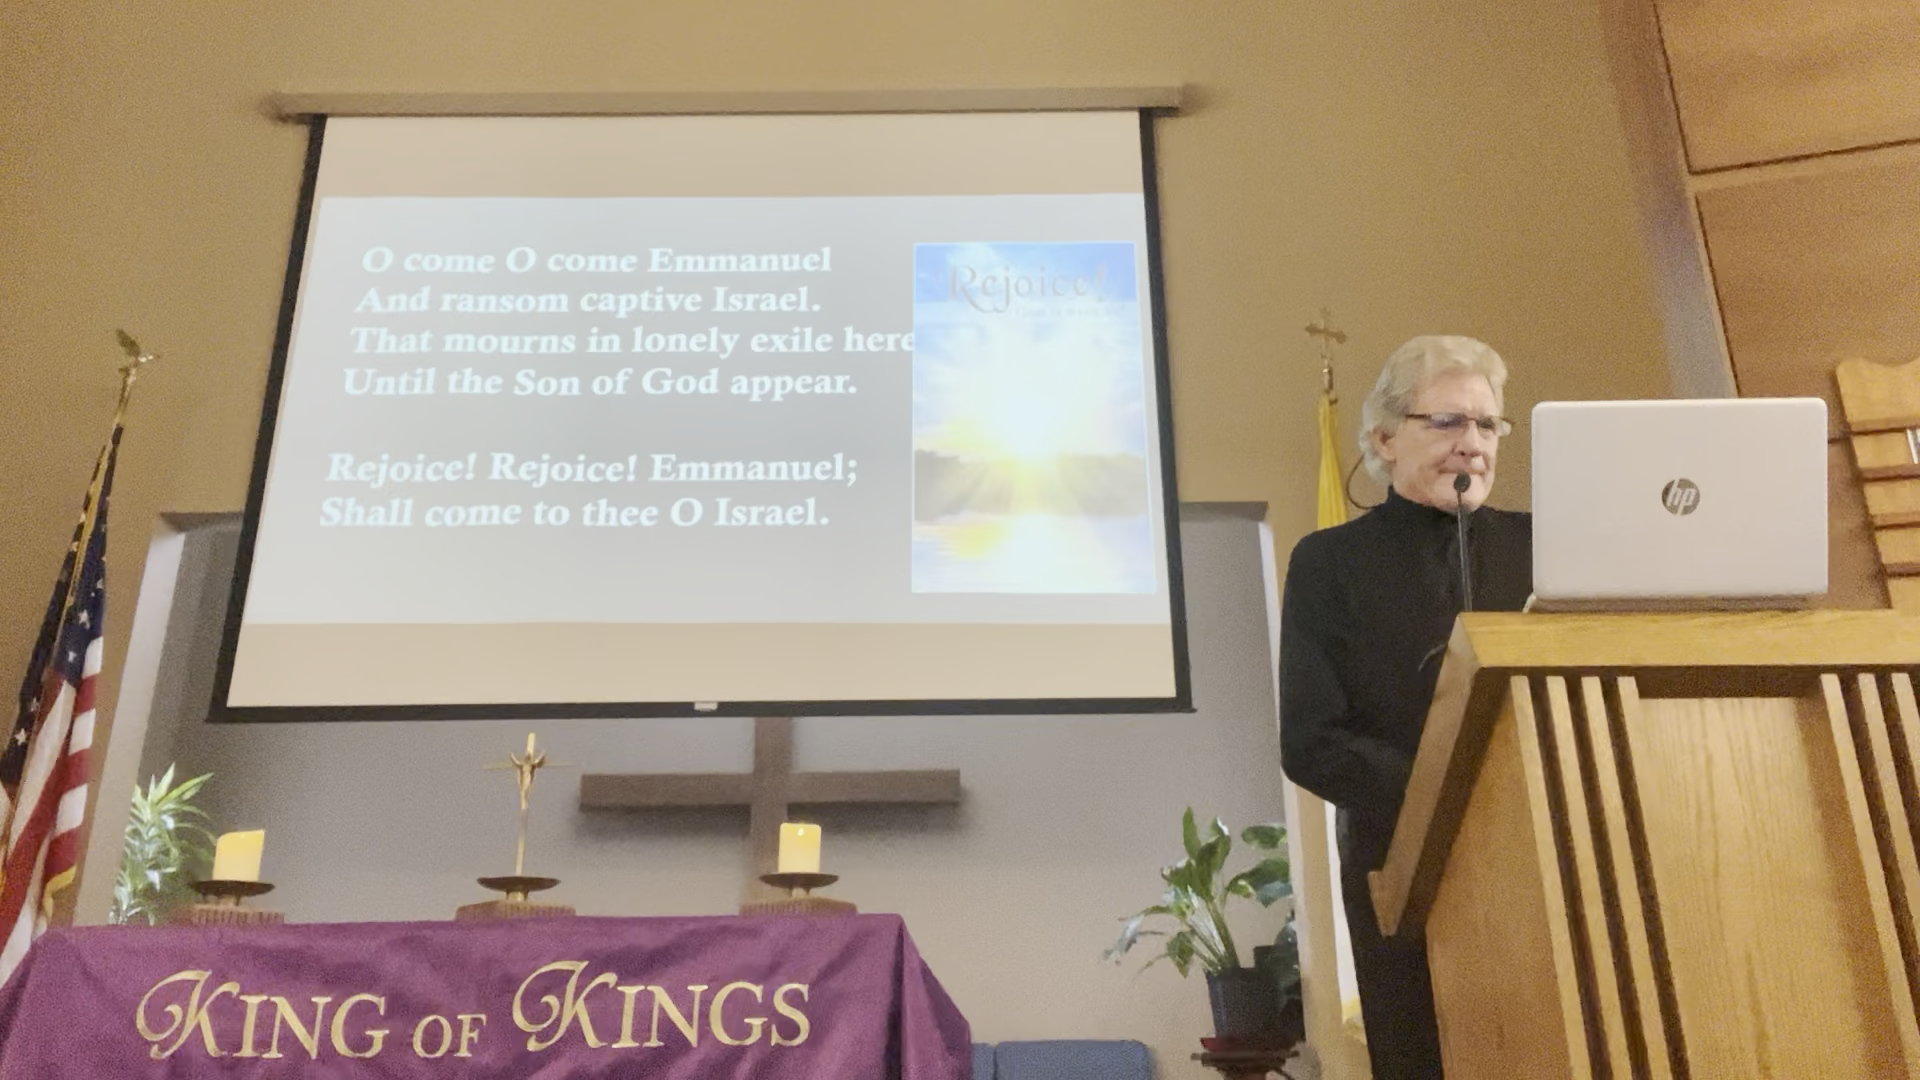 O come O come Emmanuel
And ransom captive Israel.
That mourns in lonely exile here
Until the Son of God appear.
Rejoice! Rejoice! Emmanuel;
Shall come to thee O Israel.
Rejoice!
hp
KING OF KINGS